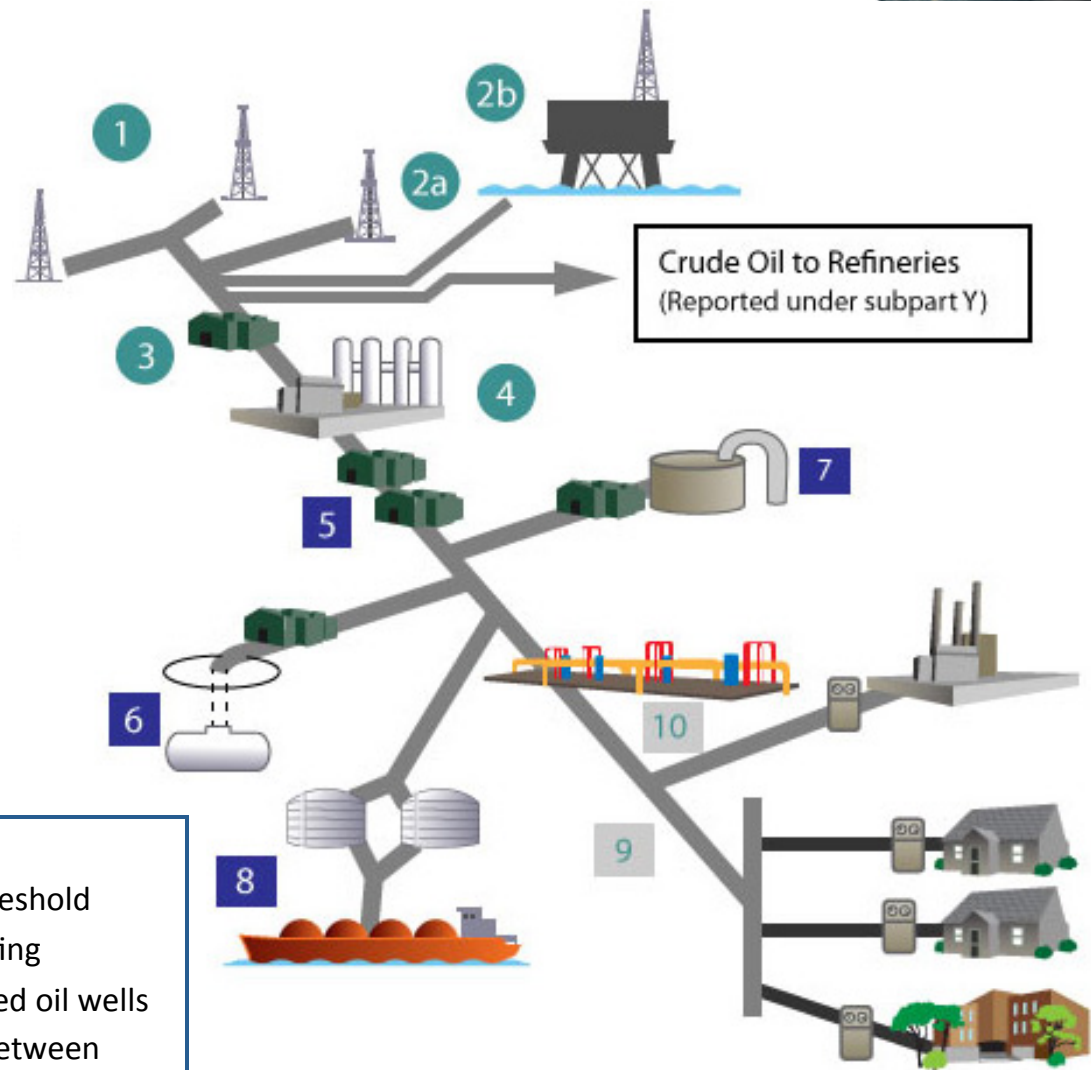 1
2b
2a
Crude Oil to Refineries
(Reported under subpart Y)
3
4
7
5
6
10
9
8
eshold
ing
ed oil wells
etween